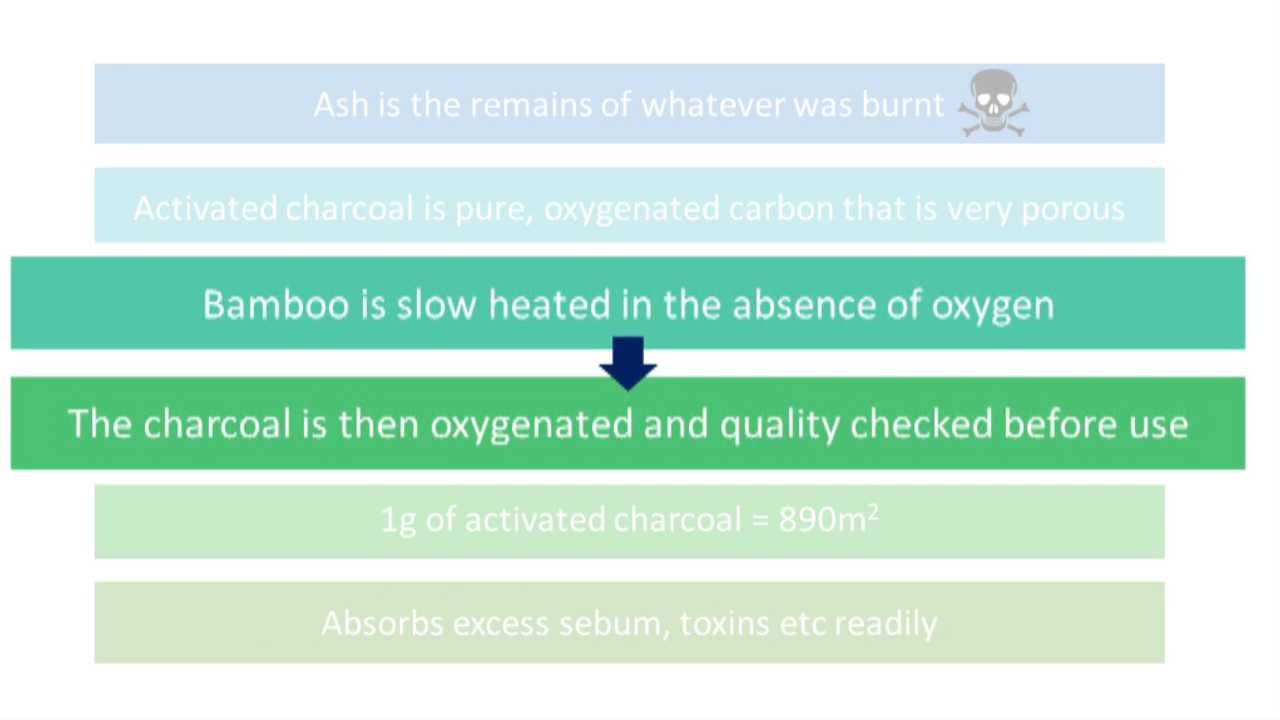 Ash is the remains of whatever was burnt
Activated charcoal is pure, oxygenated carbon that is very porous
Bamboo is slow heated in the absence of oxygen
The charcoal is then oxygenated and quality checked before use
1g of activated charcoal = 890m²
Absorbs excess sebum, toxins etc readily